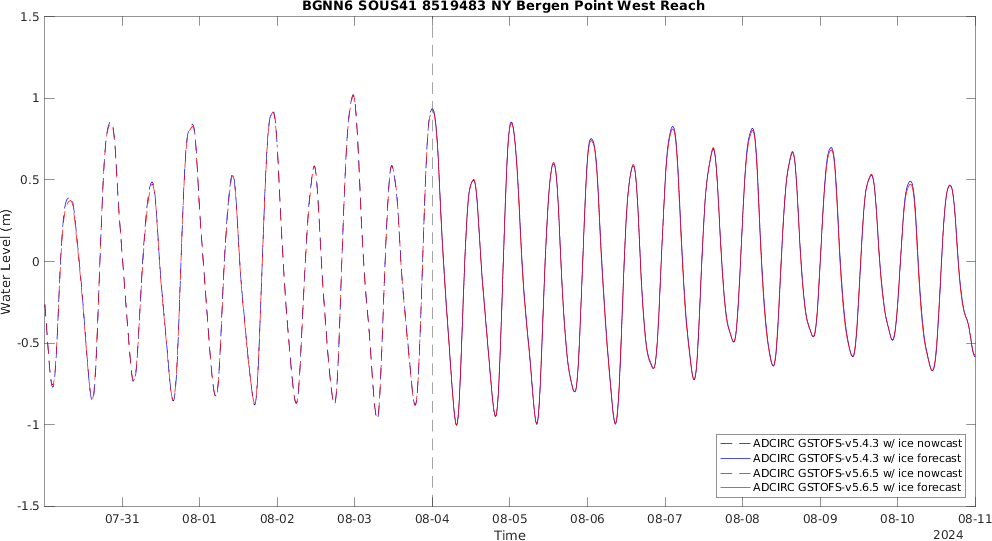 BGNN6 SOUS41 8519483 NY Bergen Point West Reach
1.5
1
0.5
0
-0.5
-1
-1.5
Water Level (m)
07-31 08-01 08-02 08-03 08-04 08-05 08-06 08-07 08-08 08-09 08-10 08-11
Time
2024
ADCIRC GSTOFS-v5.4.3 w/ ice nowcast
ADCIRC GSTOFS-v5.4.3 w/ ice forecast
ADCIRC GSTOFS-v5.6.5 w/ ice nowcast
ADCIRC GSTOFS-v5.6.5 w/ ice forecast